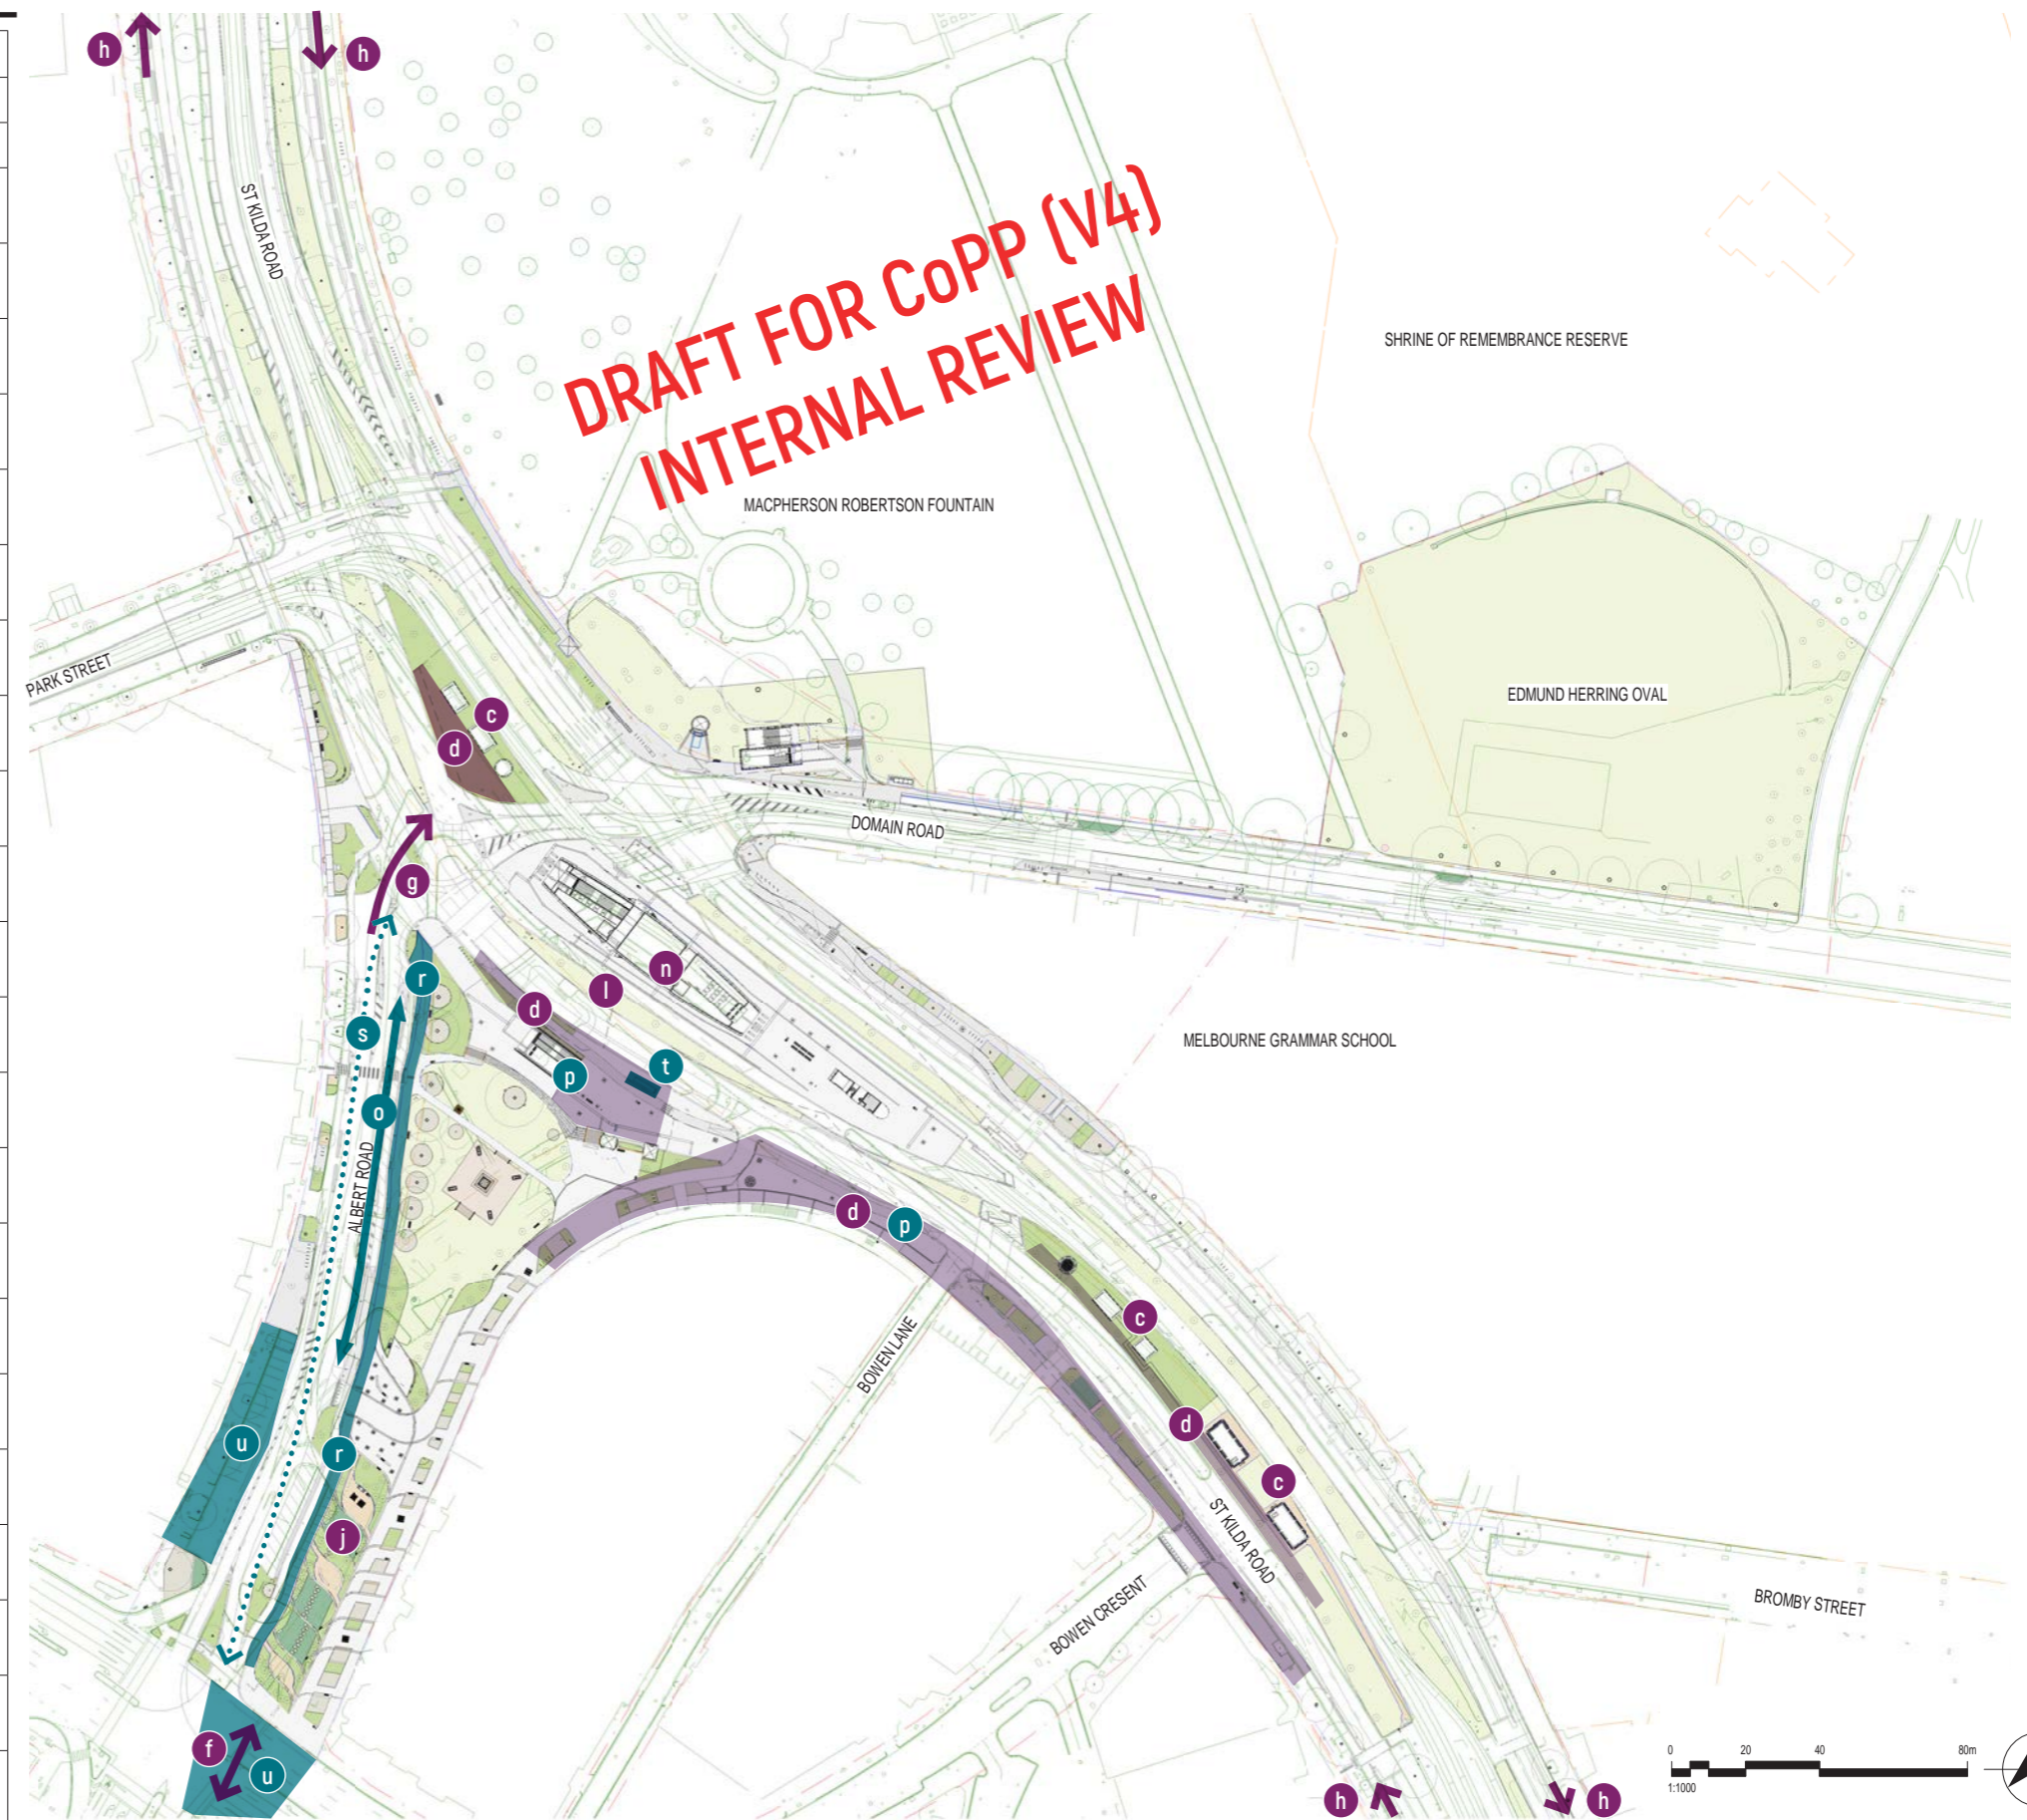 h
h
ST KILDA ROAD
DRAFT FOR CoPP (V4)
INTERNAL REVIEW
SHRINE OF REMEMBRANCE RESERVE
MACPHERSON ROBERTSON FOUNTAIN
PARK STREET
EDMUND HERRING OVAL
c
d
DOMAIN ROAD
g
n
r
l
d
s
MELBOURNE GRAMMAR SCHOOL
t
p
o
ALBERT ROAD
d
p
c
BOWEN LANE
d
u
r
c
j
ST KILDA ROAD
BOWEN CRESENT
BROMBY STREET
f
u
0 20 40 80m
1:1000
h
h